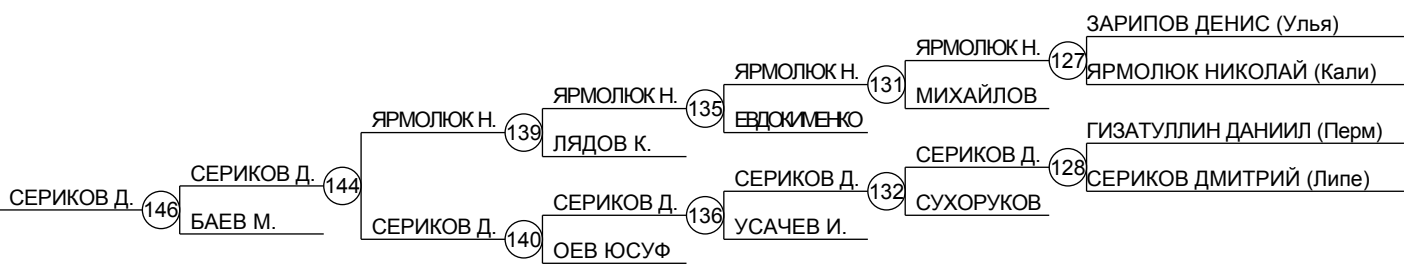 ЗАРИПОВ ДЕНИС (Улья)
ЯРМОЛЮК Н.
127
ЯРМОЛЮК Н.
ЯРМОЛЮК НИКОЛАЙ (Кали)
131
ЯРМОЛЮК Н.
МИХАЙЛОВ
135
ЯРМОЛЮК Н.
ЕВДОКИМЕНКО
139
ГИЗАТУЛЛИН ДАНИИЛ (Перм)
ЛЯДОВ К.
СЕРИКОВ Д.
128
СЕРИКОВ Д.
СЕРИКОВ Д.
СЕРИКОВ ДМИТРИЙ (Липе)
144
132
СЕРИКОВ Д.
СЕРИКОВ Д.
СУХОРУКОВ
146
136
БАЕВ М.
СЕРИКОВ Д.
УСАЧЕВ И.
140
ОЕВ ЮСУФ